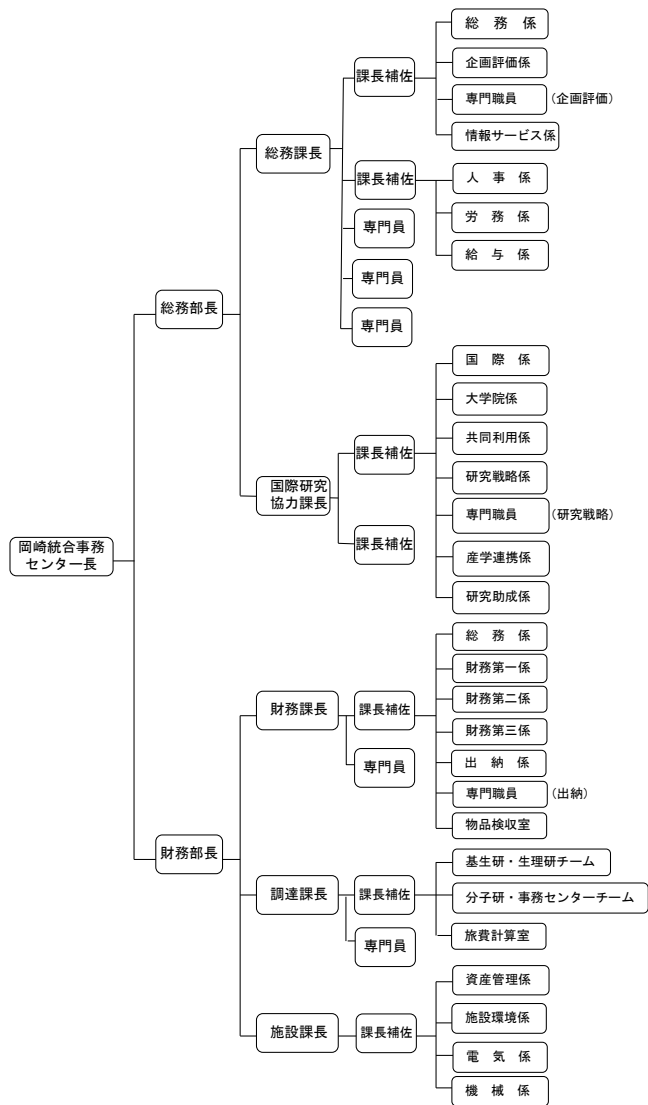 岡崎統合事務
センター長
総務部長
総務課長
課長補佐
総 務 係
企画評価係
専門職員 (企画評価)
情報サービス係
課長補佐
人 事 係
労 務 係
給 与 係
専門員
専門員
専門員
国際研究
協力課長
課長補佐
国 際 係
大学院係
共同利用係
研究戦略係
専門職員 (研究戦略)
産学連携係
研究助成係
課長補佐
財務部長
財務課長
課長補佐
総 務 係
財務第一係
財務第二係
財務第三係
出 納 係
専門職員 (出納)
物品検収室
専門員
調達課長
課長補佐
基生研・生理研チーム
分子研・事務センターチーム
旅費計算室
専門員
施設課長
課長補佐
資産管理係
施設環境係
電 気 係
機 械 係